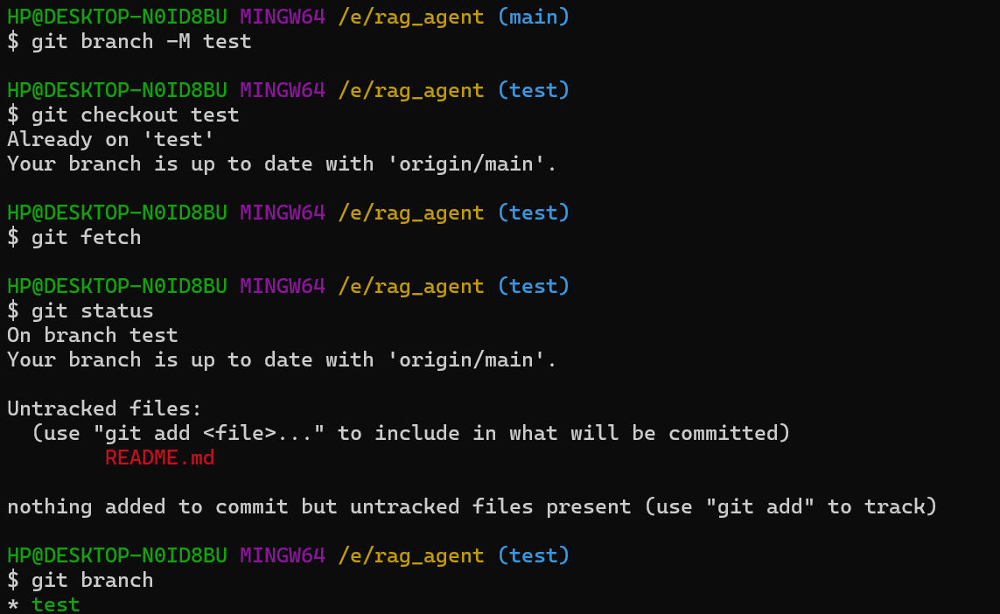 HP@DESKTOP-N0ID8BU MINGW64 /e/rag_agent (main)
$ git branch -M test
HP@DESKTOP-N0ID8BU MINGW64 /e/rag_agent (test)
$ git checkout test
Already on 'test'
Your branch is up to date with 'origin/main'.
HP@DESKTOP-N0ID8BU MINGW64 /e/rag_agent (test)
$ git fetch
HP@DESKTOP-N0ID8BU MINGW64 /e/rag_agent (test)
$ git status
On branch test
Your branch is up to date with 'origin/main'.
Untracked files:
  (use "git add <file>..." to include in what will be committed)
        README.md
nothing added to commit but untracked files present (use "git add" to track)
HP@DESKTOP-N0ID8BU MINGW64 /e/rag_agent (test)
$ git branch
* test